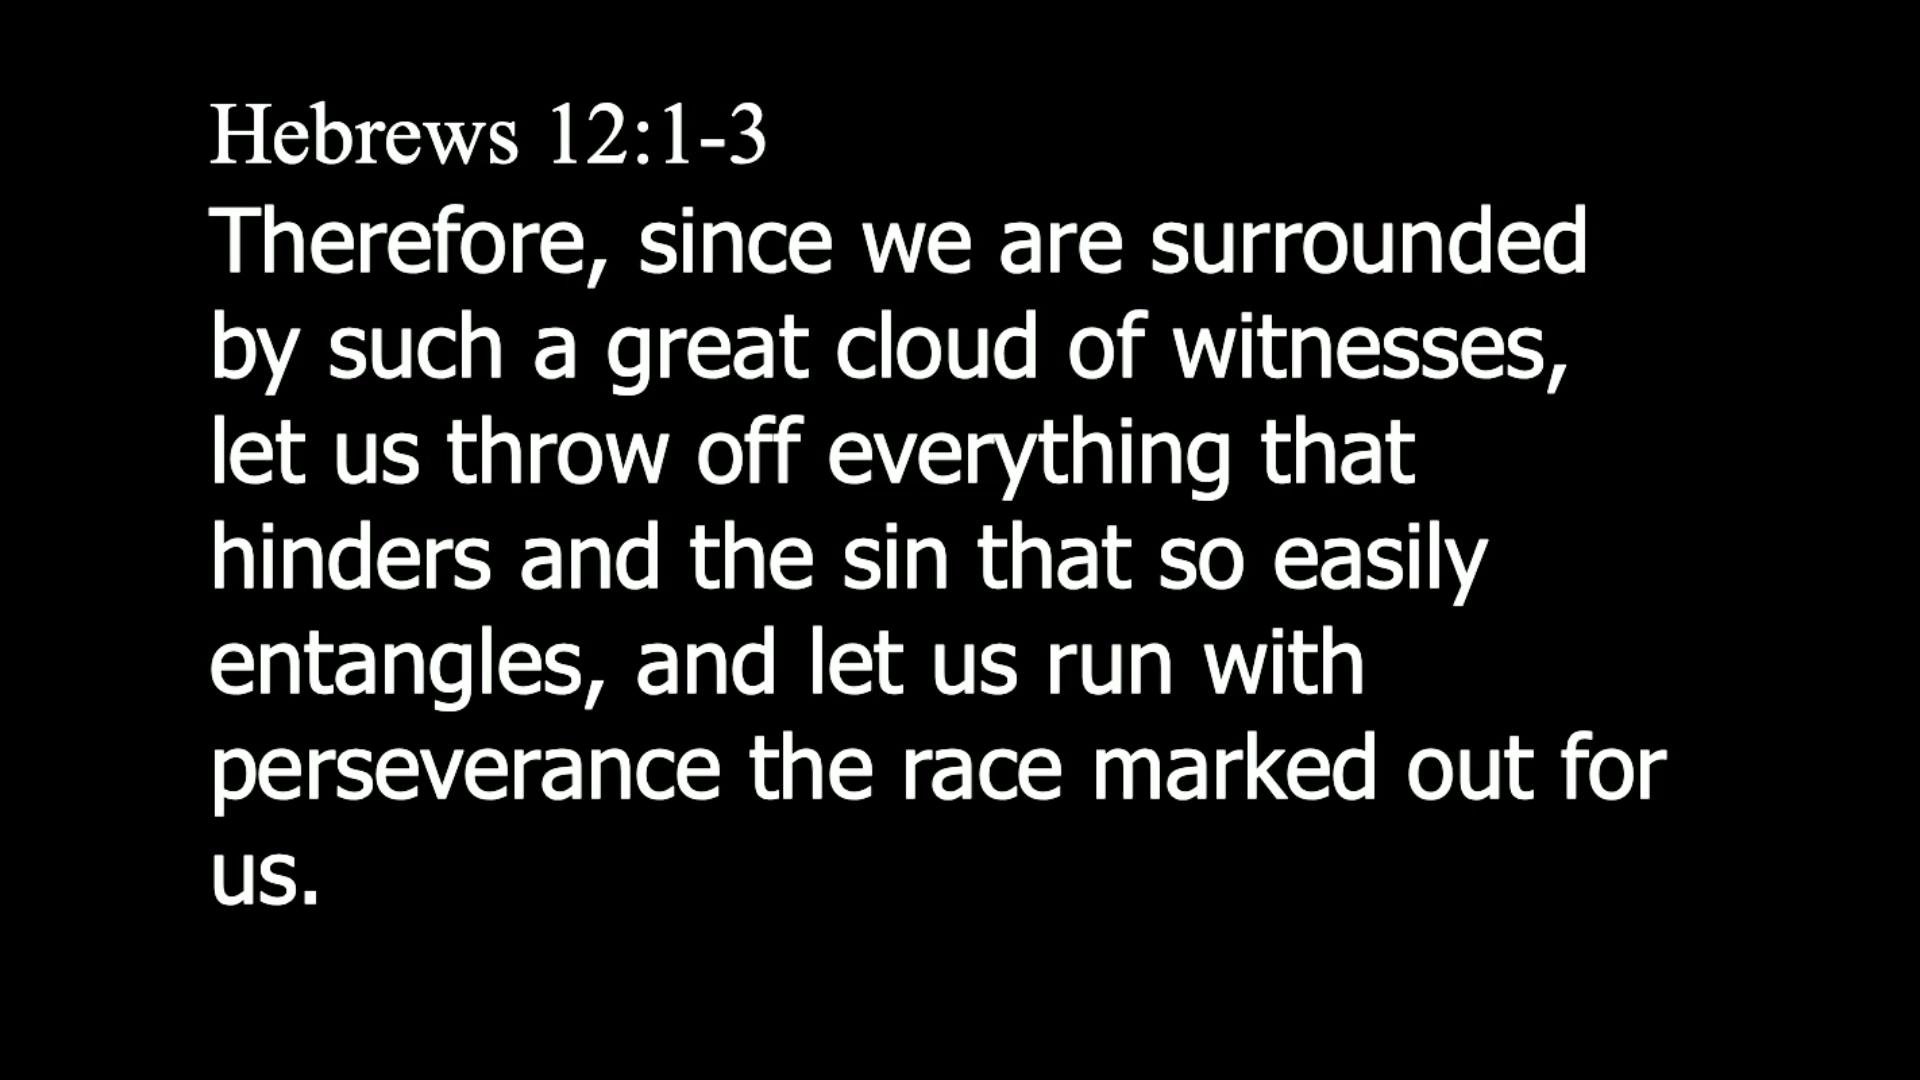 Hebrews 12:1-3
Therefore, since we are surrounded
by such a great cloud of witnesses,
let us throw off everything that
hinders and the sin that so easily
entangles, and let us run with
perseverance the race marked out for
us.